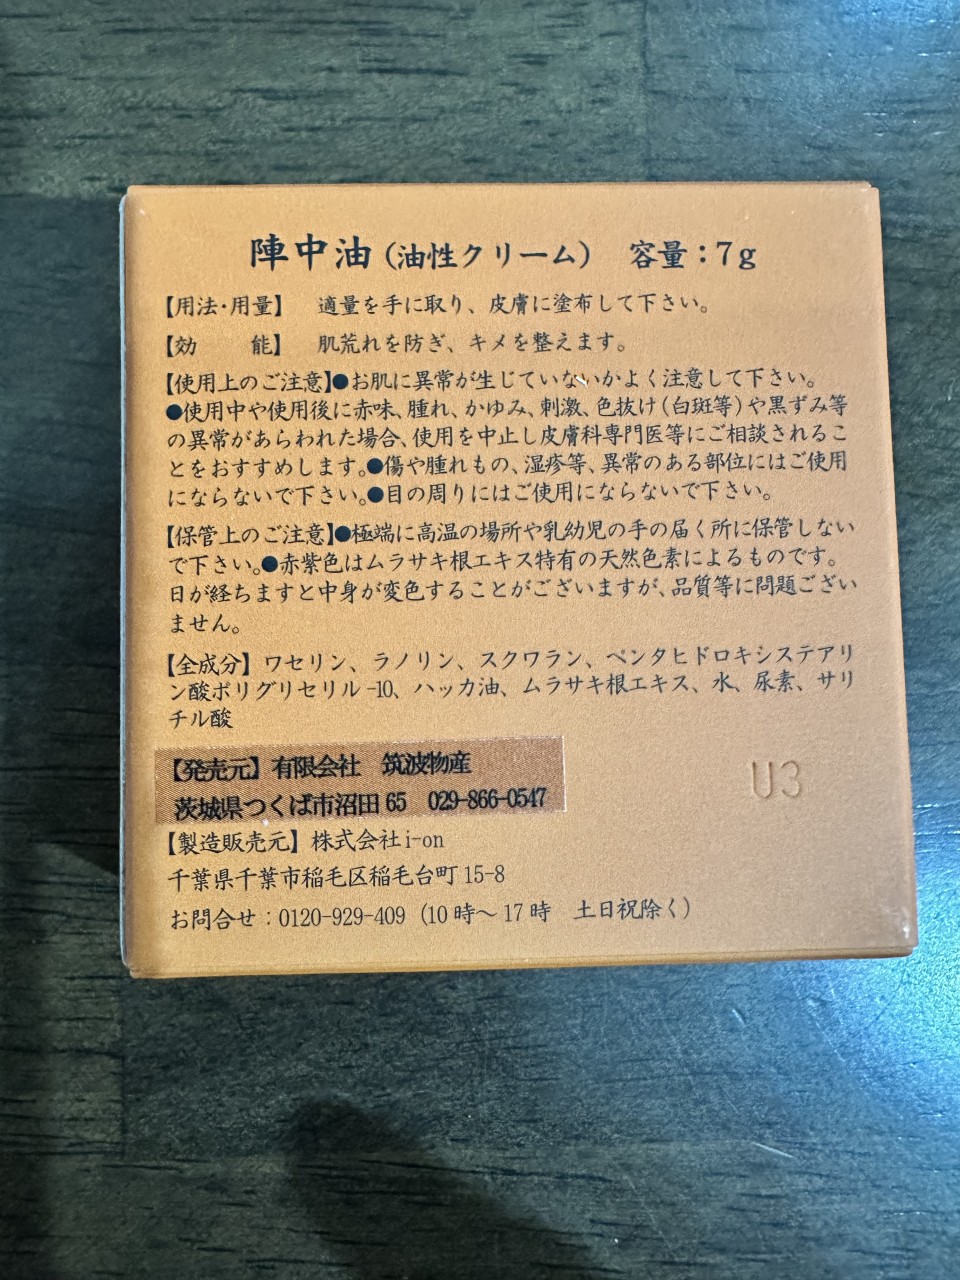 陣中油（油性クリーム）　容量：7g
【用法・用量】　適量を手に取り、皮膚に塗布して下さい。
【効　　能】　肌荒れを防ぎ、キメを整えます。
【使用上のご注意】●お肌に異常が生じていないかよく注意して下さい。
●使用中や使用後に赤味、腫れ、かゆみ、刺激、色抜け（白斑等）や黒ずみ等
の異常があらわれた場合、使用を中止し皮膚科専門医等にご相談されるこ
とをおすすめします。●傷や腫れもの、湿疹等、異常のある部位にはご使用
にならないで下さい。●目の周りにはご使用にならないで下さい。
【保管上のご注意】●極端に高温の場所や乳幼児の手の届く所に保管しない
で下さい。●赤紫色はムラサキ根エキス特有の天然色素によるものです。
日が経ちますと中身が変色することがございますが、品質等に問題ござい
ません。
【全成分】ワセリン、ラノリン、スクワラン、ペンタヒドロキシステアリ
ン酸ポリグリセリル-10、ハッカ油、ムラサキ根エキス、水、尿素、サリ
チル酸
【発売元】有限会社　筑波物産
茨城県つくば市沼田65　029-866-0547
U3
【製造販売元】株式会社i-on
千葉県千葉市稲毛区稲毛台町15-8
お問合せ：0120-929-409（10時～17時　土日祝除く）